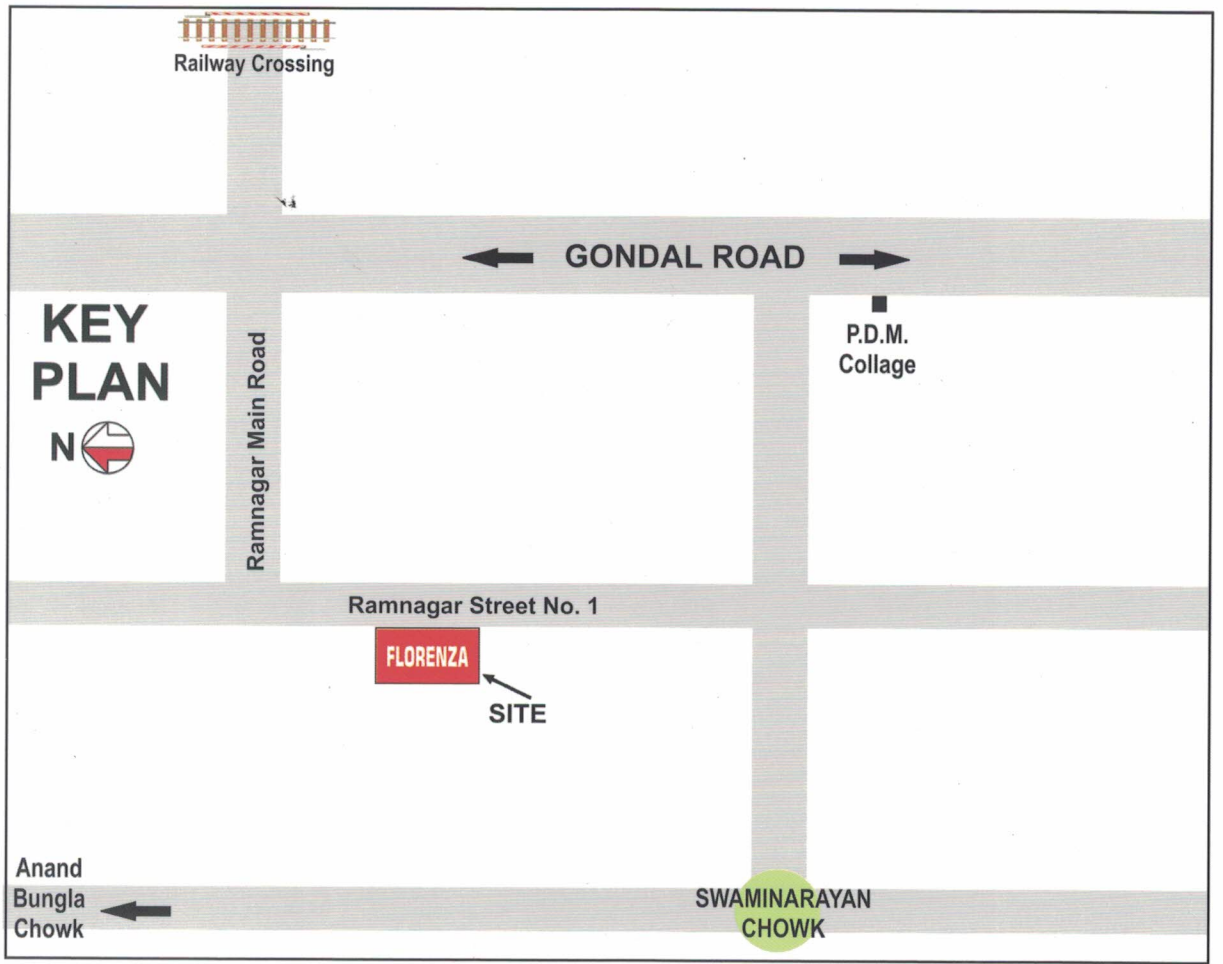 Railway Crossing
GONDAL ROAD
KEY
PLAN
N
Ramnagar Main Road
P.D.M.
Collage
Ramnagar Street No. 1
FLORENZA
SITE
Anand
Bungla
Chowk
SWAMINARAYAN
CHOWK